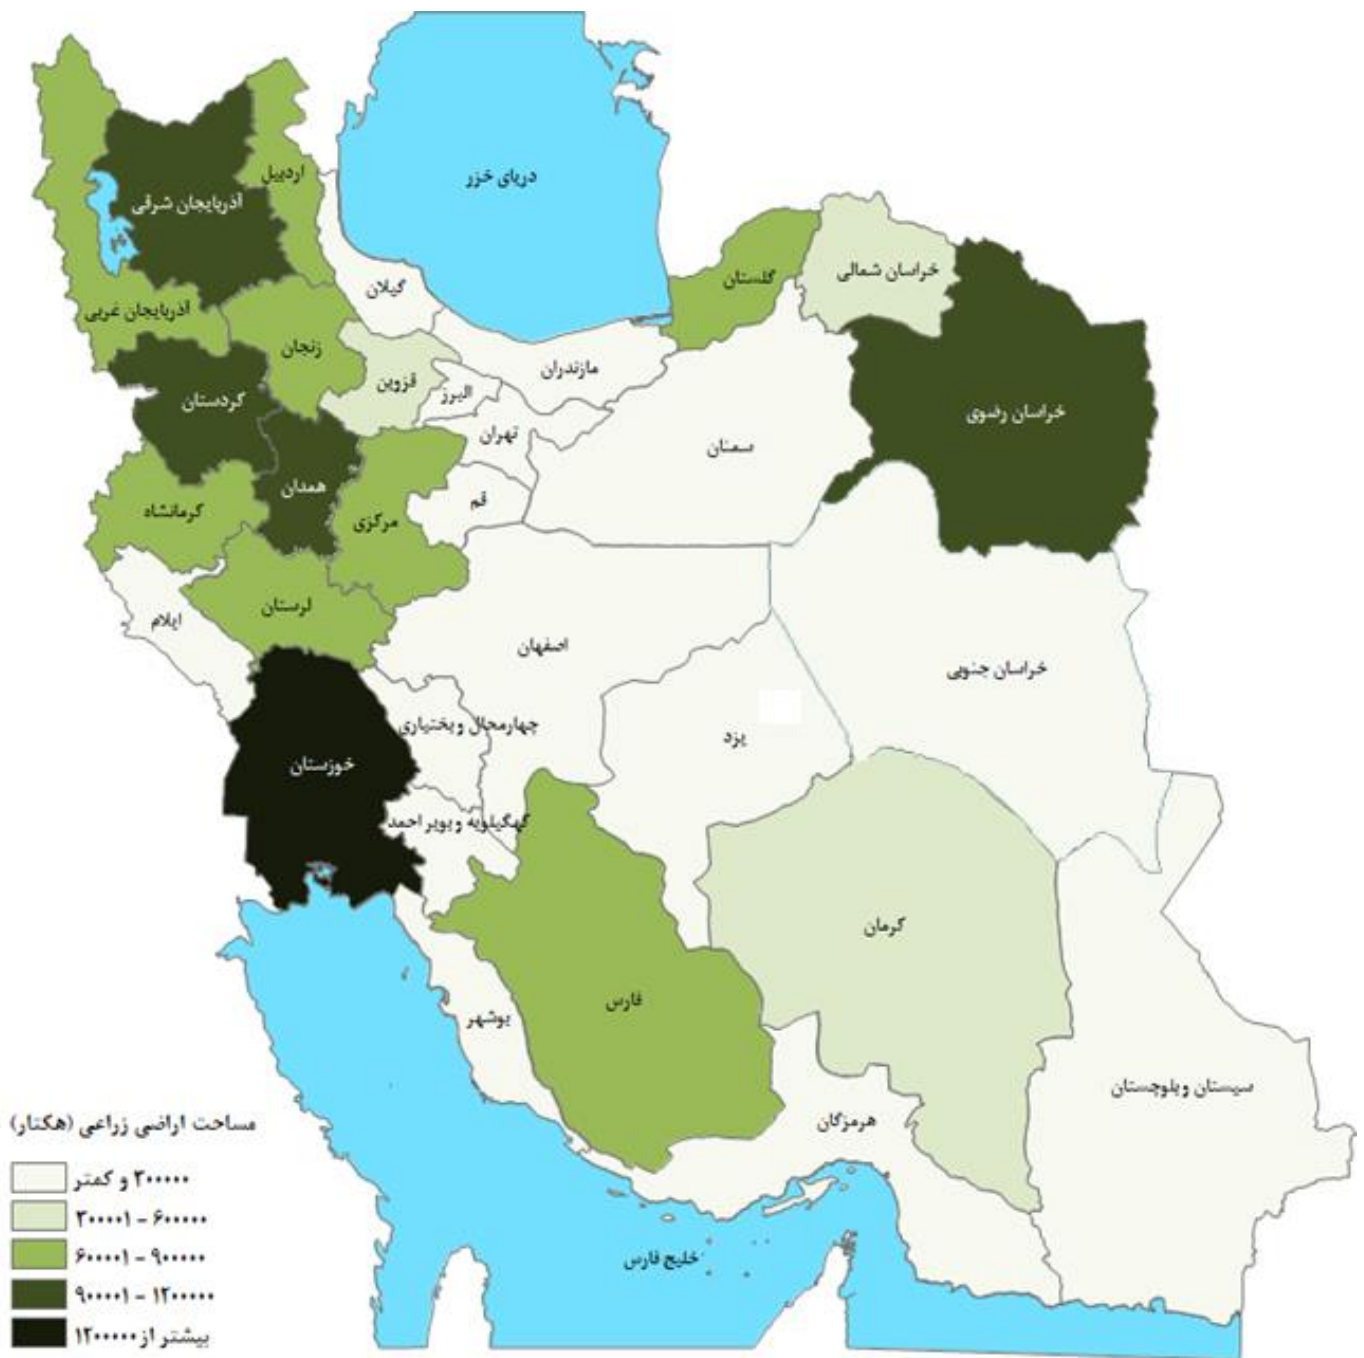 دریای خزر
اردبیل
آذربایجان شرقی
خراسان شمالی
گلستان
گیلان
آذربایجان غربی
زنجان
مازندران
قزوین
البرز
کردستان
خراسان رضوی
تهران
سمنان
همدان
قم
کرمانشاه
مرکزی
لرستان
ایلام
اصفهان
خراسان جنوبی
چهارمحال و بختیاری
یزد
خوزستان
کهگیلویه و بویر احمد
کرمان
فارس
بوشهر
سیستان و بلوچستان
هرمزگان
خلیج فارس
مساحت اراضی زراعی (هکتار)
۳۰۰۰۰۰ و کمتر
۳۰۰۰۰۱ - ۶۰۰۰۰۰
۶۰۰۰۰۱ - ۹۰۰۰۰۰
۹۰۰۰۰۱ - ۱۲۰۰۰۰۰
بیشتر از ۱۲۰۰۰۰۰